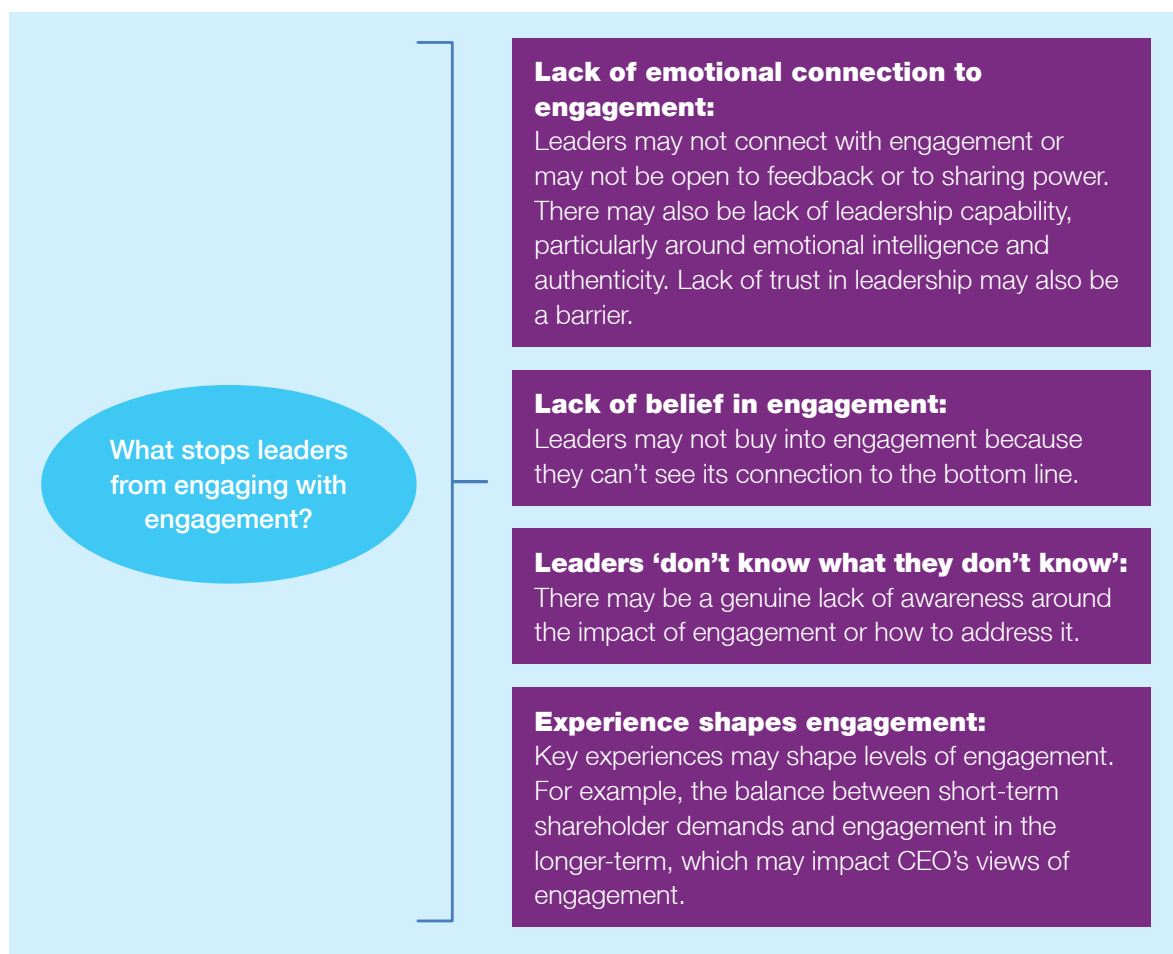 What stops leaders
from engaging with
engagement?
Lack of emotional connection to
engagement:
Leaders may not connect with engagement or
may not be open to feedback or to sharing power.
There may also be lack of leadership capability,
particularly around emotional intelligence and
authenticity. Lack of trust in leadership may also be
a barrier.
Lack of belief in engagement:
Leaders may not buy into engagement because
they can’t see its connection to the bottom line.
Leaders ‘don’t know what they don’t know’:
There may be a genuine lack of awareness around
the impact of engagement or how to address it.
Experience shapes engagement:
Key experiences may shape levels of engagement.
For example, the balance between short-term
shareholder demands and engagement in the
longer-term, which may impact CEO’s views of
engagement.